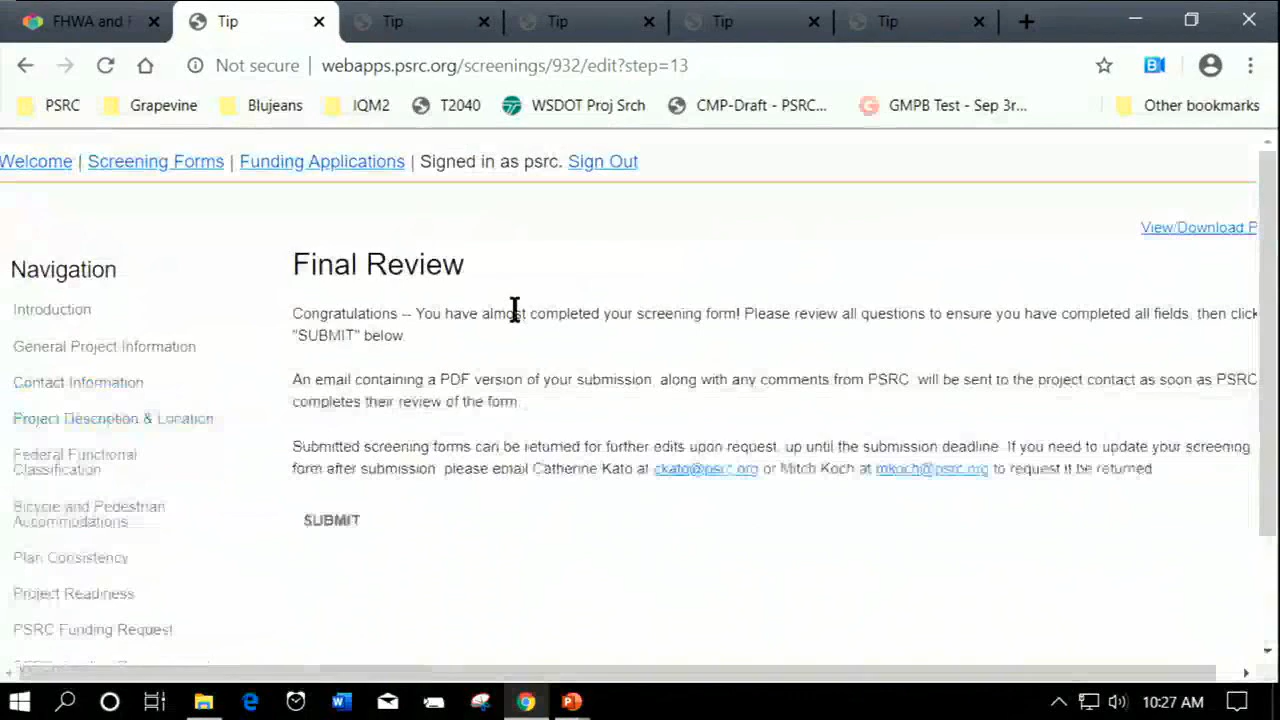 FHWA and F
Tip
Tip
Tip
Tip
Tip
Not secure
webapps.psrc.org/screenings/932/edit?step=13
PSRC
Grapevine
Blujeans
IQM2
T2040
WSDOT Proj Srch
CMP-Draft - PSRC...
GMPB Test - Sep 3r...
Other bookmarks
Welcome | Screening Forms | Funding Applications | Signed in as psrc. Sign Out
View/Download P
Navigation
Introduction
General Project Information
Contact Information
Project Description & Location
Federal Functional
Classification
Bicycle and Pedestrian
Accommodations
Plan Consistency
Project Readiness
PSRC Funding Request
Final Review
Congratulations -- You have almost completed your screening form! Please review all questions to ensure you have completed all fields, then click
"SUBMIT" below.
An email containing a PDF version of your submission, along with any comments from PSRC, will be sent to the project contact as soon as PSRC
completes their review of the form.
Submitted screening forms can be returned for further edits upon request, up until the submission deadline. If you need to update your screening
form after submission, please email Catherine Kato at ckato@psrc.org or Mitch Koch at mkoch@psrc.org to request it be returned.
SUBMIT
10:27 AM